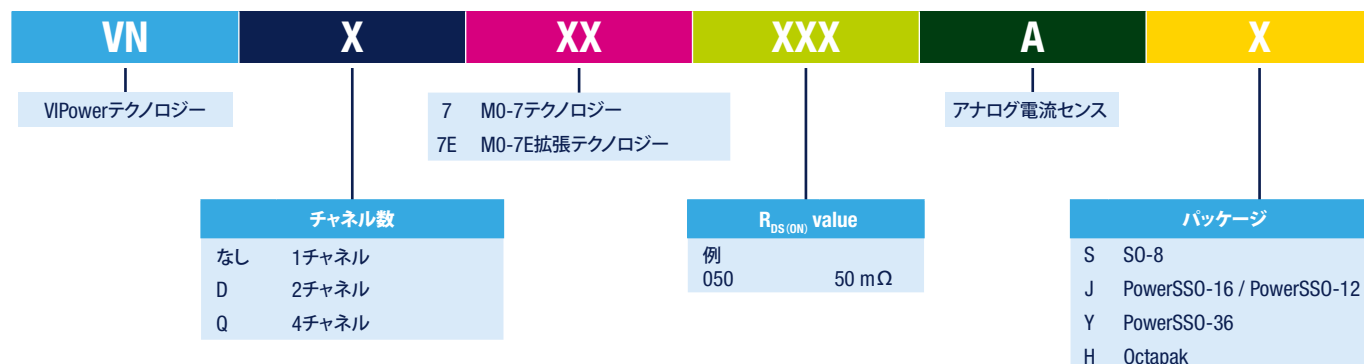 VN X XX XXX A X
VIPowerテクノロジー
7 M0-7テクノロジー
7E M0-7E拡張テクノロジー
アナログ電流センス
チャネル数
なし 1チャネル
D 2チャネル
Q 4チャネル
RDS(ON) value
例
050 50 mΩ
パッケージ
S SO-8
J PowerSSO-16 / PowerSSO-12
Y PowerSSO-36
H Octapak